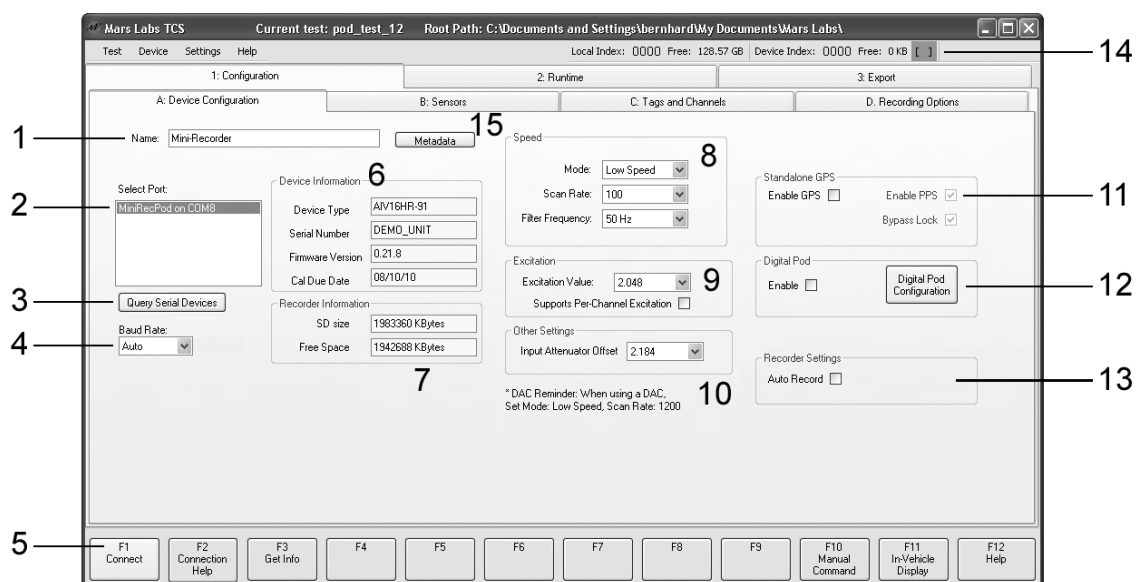 Mars Labs TCS Current test: pod_test_12 Root Path: C:\Documents and Settings\bernhard\My Documents\Mars Labs\
Test Device Settings Help Local Index: 0000 Free: 128.57 GB Device Index: 0000 Free: 0 KB [ ] 14
1: Configuration 2: Runtime 3: Export
A: Device Configuration B: Sensors C: Tags and Channels D. Recording Options
1 Name: Mini-Recorder Metadata 15
Select Port:
2 MiniRecPod on COM8
3 Query Serial Devices
Baud Rate:
4 Auto
Device Information 6
Device Type AIV16HR-91
Serial Number DEMO_UNIT
Firmware Version 0.21.8
Cal Due Date 08/10/10
Recorder Information
SD size 1983360 KBytes
Free Space 1942688 KBytes
7
Speed 8
Mode: Low Speed
Scan Rate: 100
Filter Frequency: 50 Hz
Excitation 9
Excitation Value: 2.048
Supports Per-Channel Excitation
Other Settings
Input Attenuator Offset 2.184
10
* DAC Reminder: When using a DAC,
Set Mode: Low Speed, Scan Rate: 1200
Standalone GPS
Enable GPS Enable PPS 11
Bypass Lock
Digital Pod
Enable Digital Pod 12
Configuration
Recorder Settings
Auto Record 13
5 F1 F2 F3 F4 F5 F6 F7 F8 F9 F10 F11 F12
Connect Connection Get Info Manual In-Vehicle Help
Help Command Display